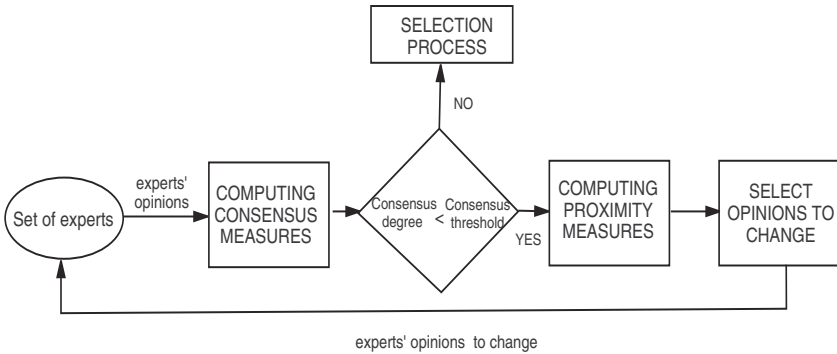 SELECTION
PROCESS
NO
experts'
opinions
Set of experts
COMPUTING
CONSENSUS
MEASURES
Consensus
degree
<
Consensus
threshold
YES
COMPUTING
PROXIMITY
MEASURES
SELECT
OPINIONS TO
CHANGE
experts' opinions to change